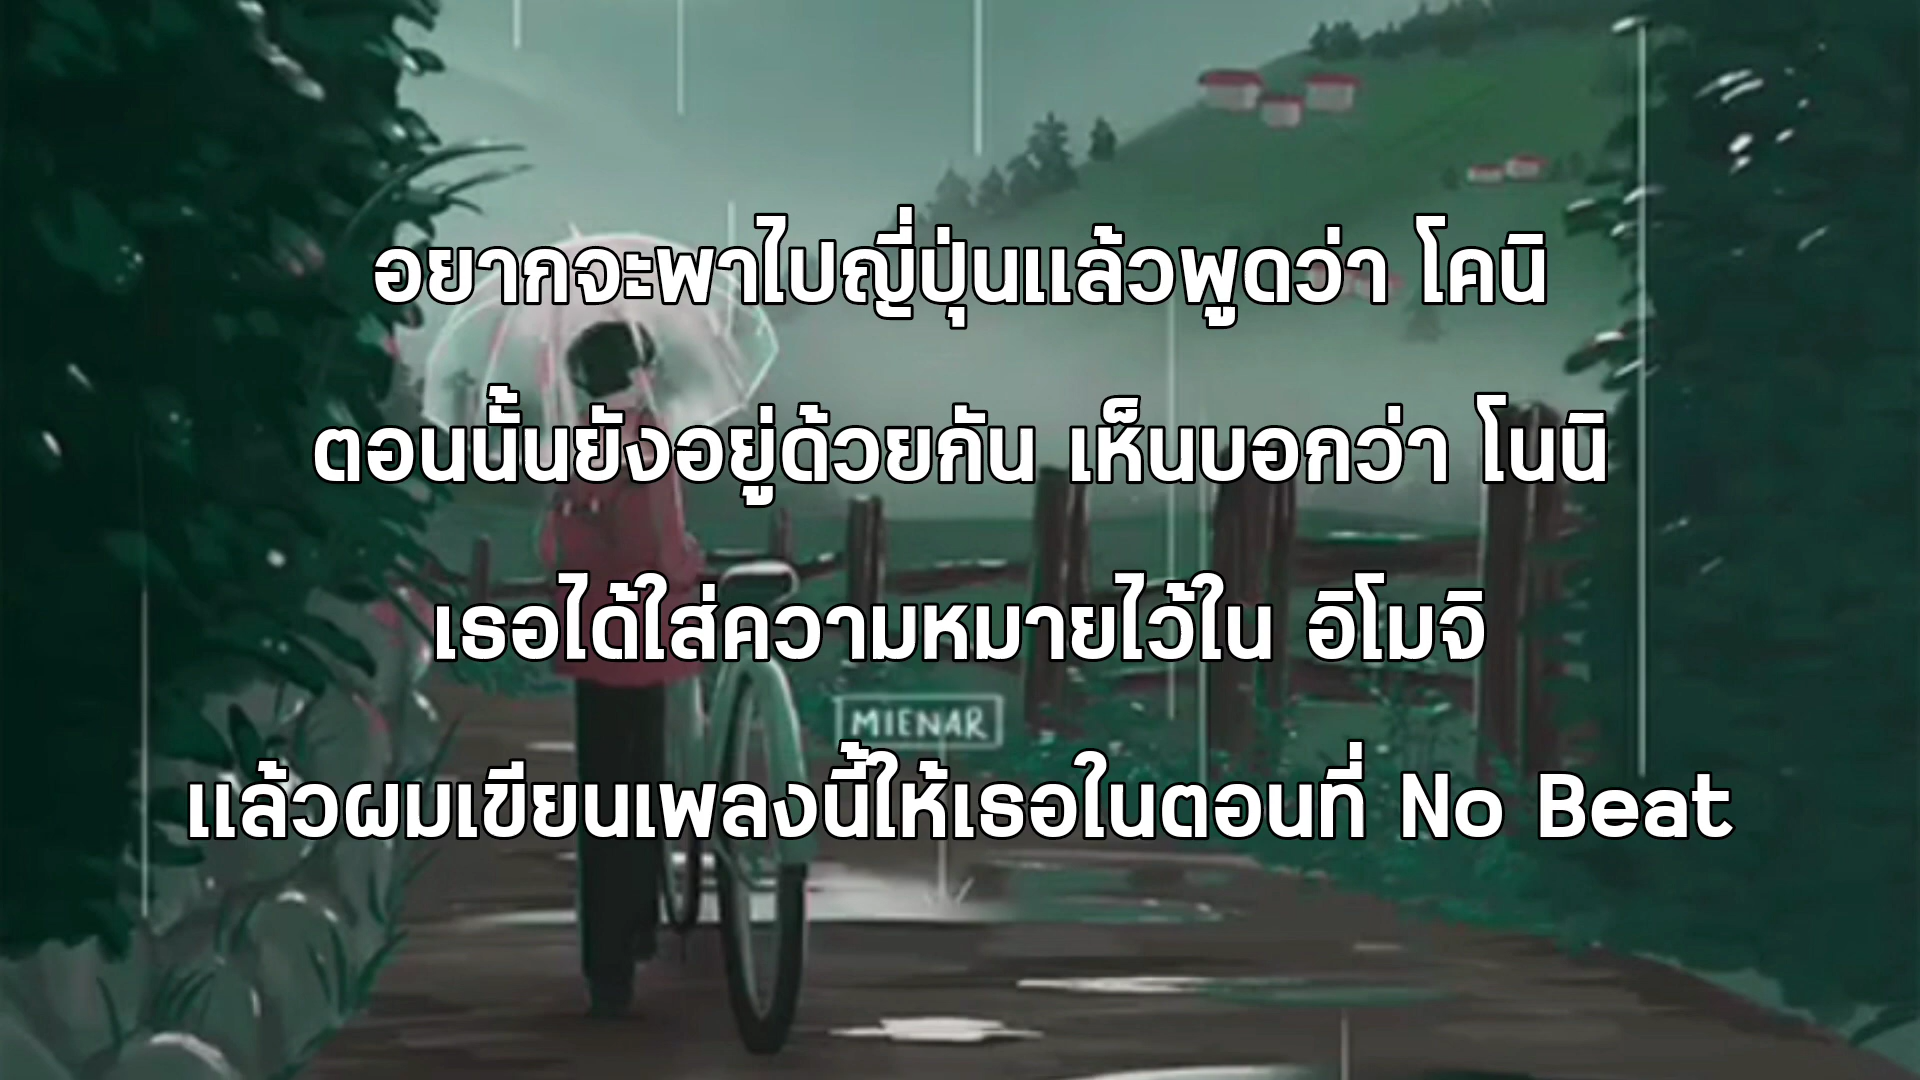 อยากจะพาไปญี่ปุ่นแล้วพูดว่า โคนิ
ตอนนั้นยังอยู่ด้วยกัน เห็นบอกว่า โนนิ
เธอได้ใส่ความหมายไว้ใน อิโมจิ
MIENAR
แล้วผมเขียนเพลงนี้ให้เธอในตอนที่ No Beat